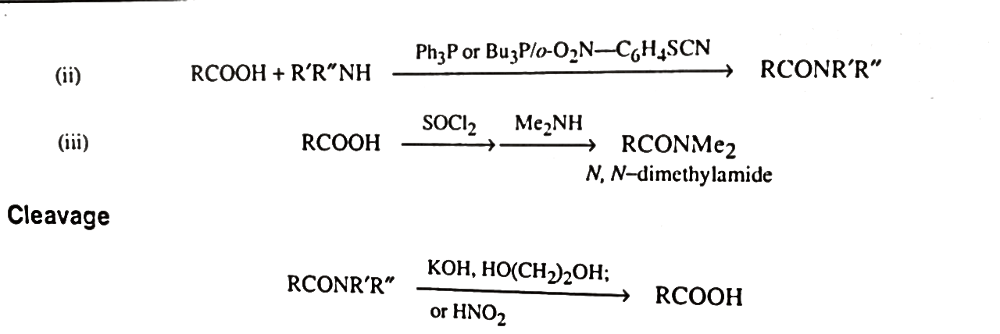 (ii) RCOOH + R′R″NH Ph₃P or Bu₃P/o-O₂N—C₆H₄SCN RCONR′R″
(iii) RCOOH SOCl₂ Me₂NH RCONMe₂
N, N–dimethylamide
Cleavage
RCONR′R″ KOH, HO(CH₂)₂OH; RCOOH
or HNO₂